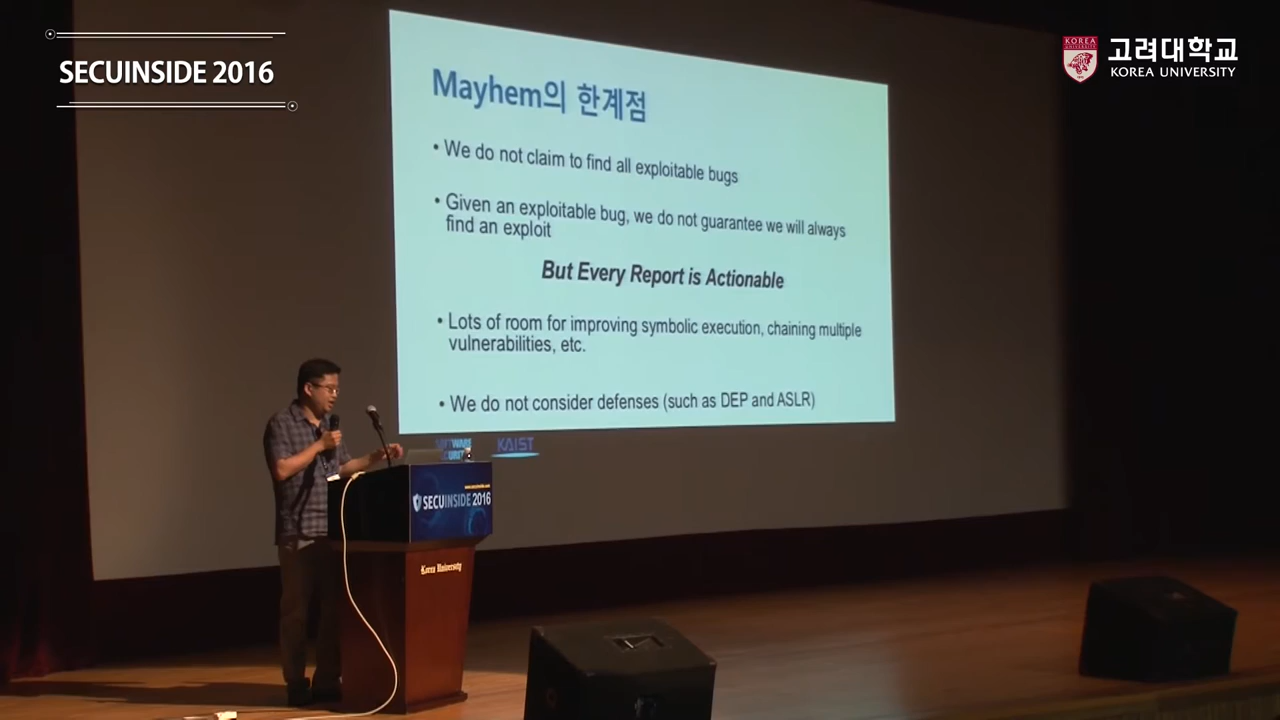 SECUINSIDE 2016
KOREA
UNIVERSITY
고려대학교
KOREA UNIVERSITY
Mayhem의 한계점
• We do not claim to find all exploitable bugs
• Given an exploitable bug, we do not guarantee we will always
find an exploit
But Every Report is Actionable
• Lots of room for improving symbolic execution, chaining multiple
vulnerabilities, etc.
• We do not consider defenses (such as DEP and ASLR)
KAIST
SECUINSIDE 2016
Korea University